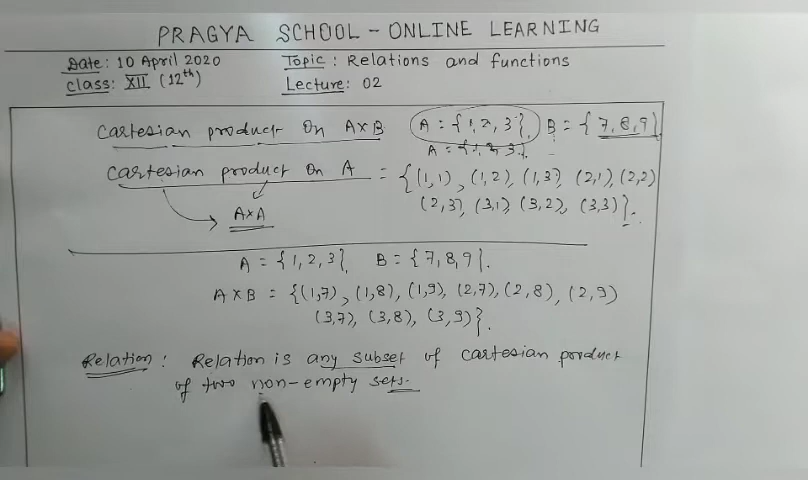 PRAGYA SCHOOL - ONLINE LEARNING
Date: 10 April 2020 Topic: Relations and functions
Class: XII (12th) Lecture: 02
Cartesian product On A×B A = {1, 2, 3} B = {7, 8, 9}
A = {1, 2, 3}
Cartesian product On A = {(1,1), (1,2), (1,3), (2,1), (2,2)
(2,3), (3,1), (3,2), (3,3)}.
A×A
A = {1, 2, 3}, B = {7, 8, 9}.
A × B = {(1,7), (1,8), (1,9), (2,7), (2,8), (2,9)
(3,7), (3,8), (3,9)}.
Relation: Relation is any subset of cartesian product
of two non-empty sets.